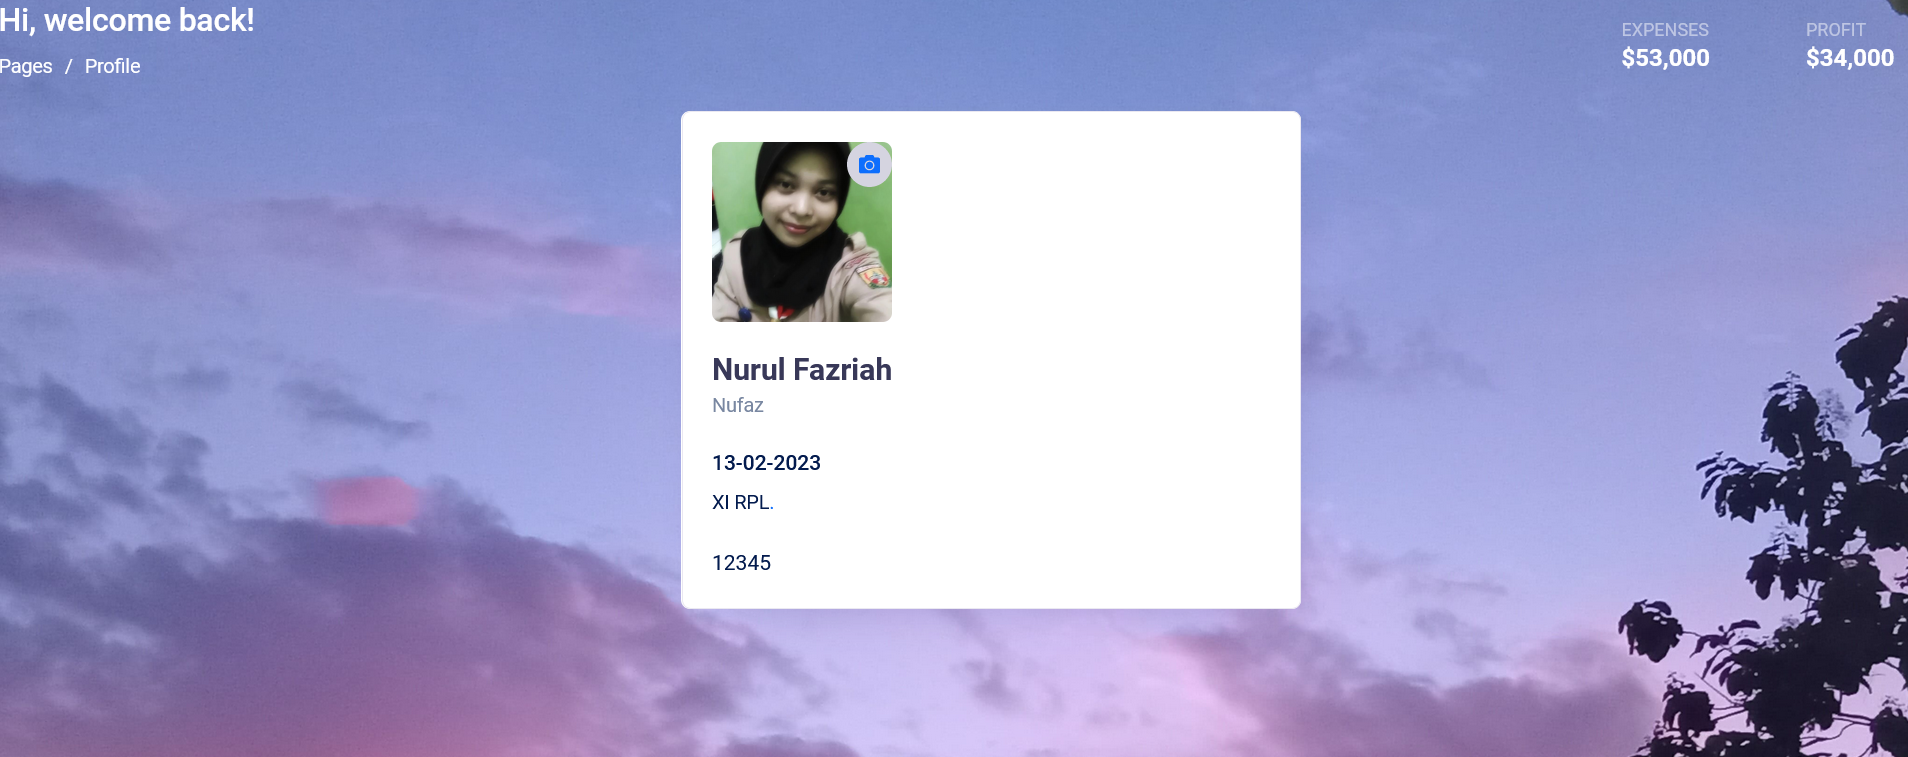 Hi, welcome back!
Pages / Profile
EXPENSES
$53,000
PROFIT
$34,000
Nurul Fazriah
Nufaz
13-02-2023
XI RPL.
12345